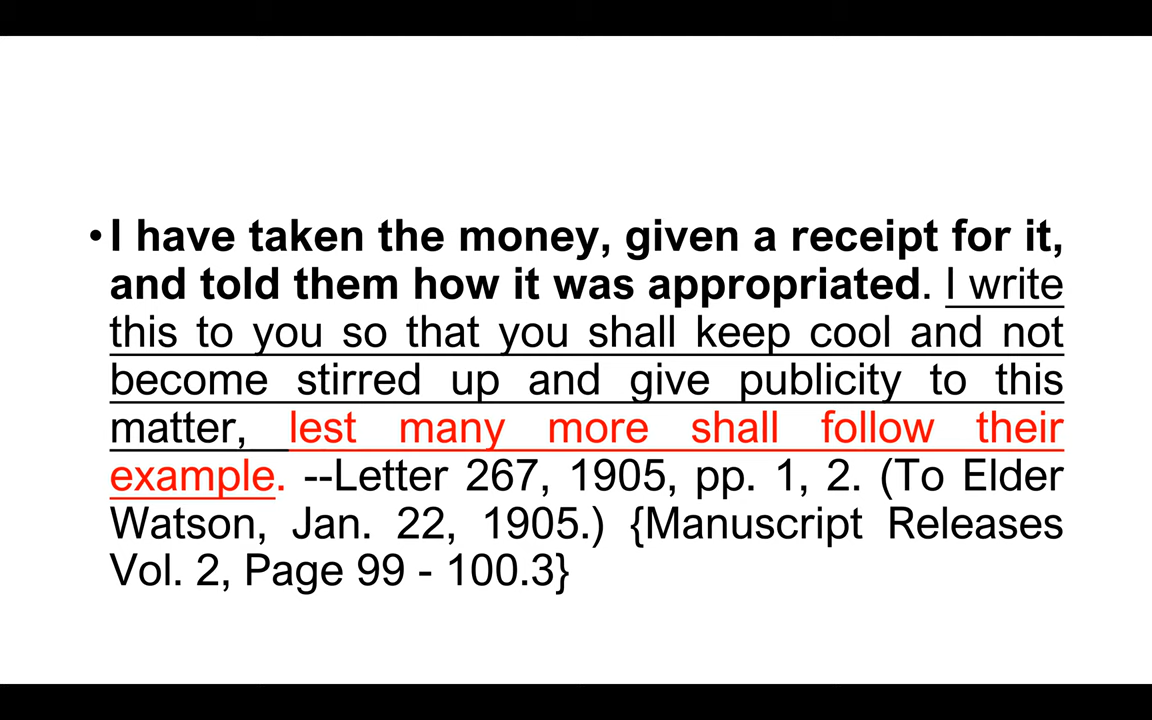 •I have taken the money, given a receipt for it,
and told them how it was appropriated. I write
this to you so that you shall keep cool and not
become stirred up and give publicity to this
matter, lest many more shall follow their
example. --Letter 267, 1905, pp. 1, 2. (To Elder
Watson, Jan. 22, 1905.) {Manuscript Releases
Vol. 2, Page 99 - 100.3}